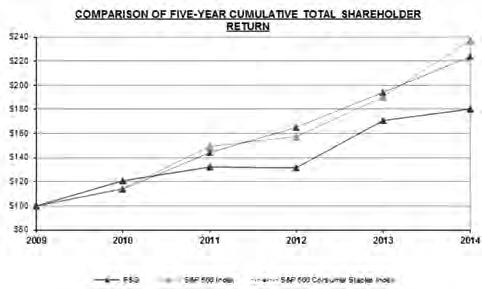 COMPARISON OF FIVE-YEAR CUMULATIVE TOTAL SHAREHOLDER
RETURN
$240
$220
$200
$180
$160
$140
$120
$100
$80
2009 2010 2011 2012 2013 2014
P&G S&P 500 Index S&P 500 Consumer Staples Index